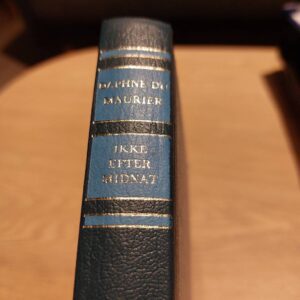 DAPHNE DU
MAURIER
IKKE
EFTER
MIDNAT